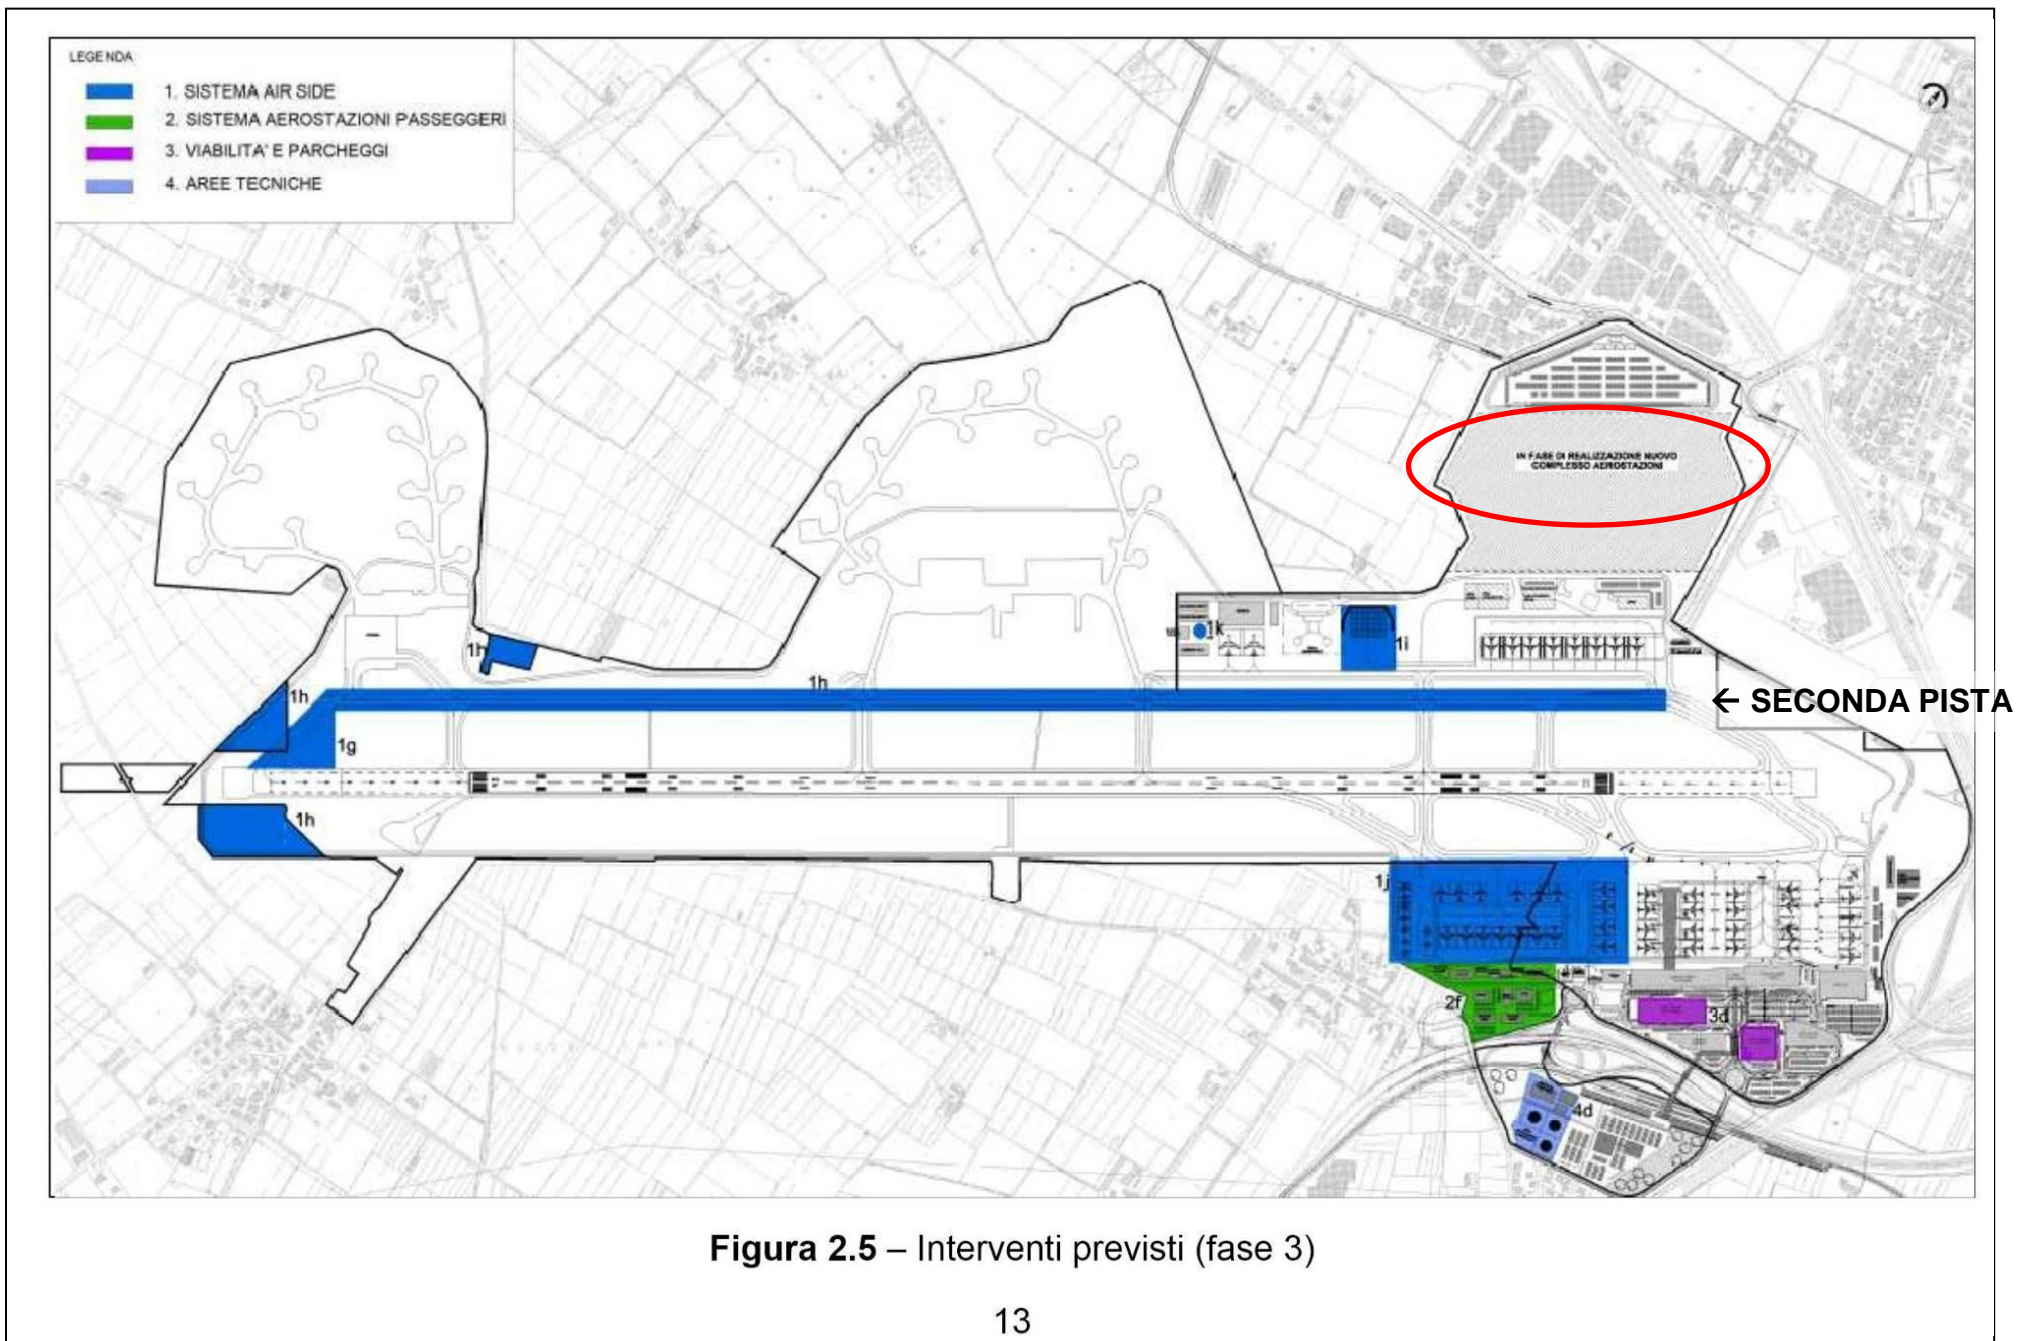 LEGENDA
1. SISTEMA AIR SIDE
2. SISTEMA AEROSTAZIONI PASSEGGERI
3. VIABILITA' E PARCHEGGI
4. AREE TECNICHE
IN FASE DI REALIZZAZIONE NUOVO
COMPLESSO AEROSTAZIONI
1k
1i
1h
1h
1h
← SECONDA PISTA
1g
1h
1j
2f
3d
4d
Figura 2.5 – Interventi previsti (fase 3)
13